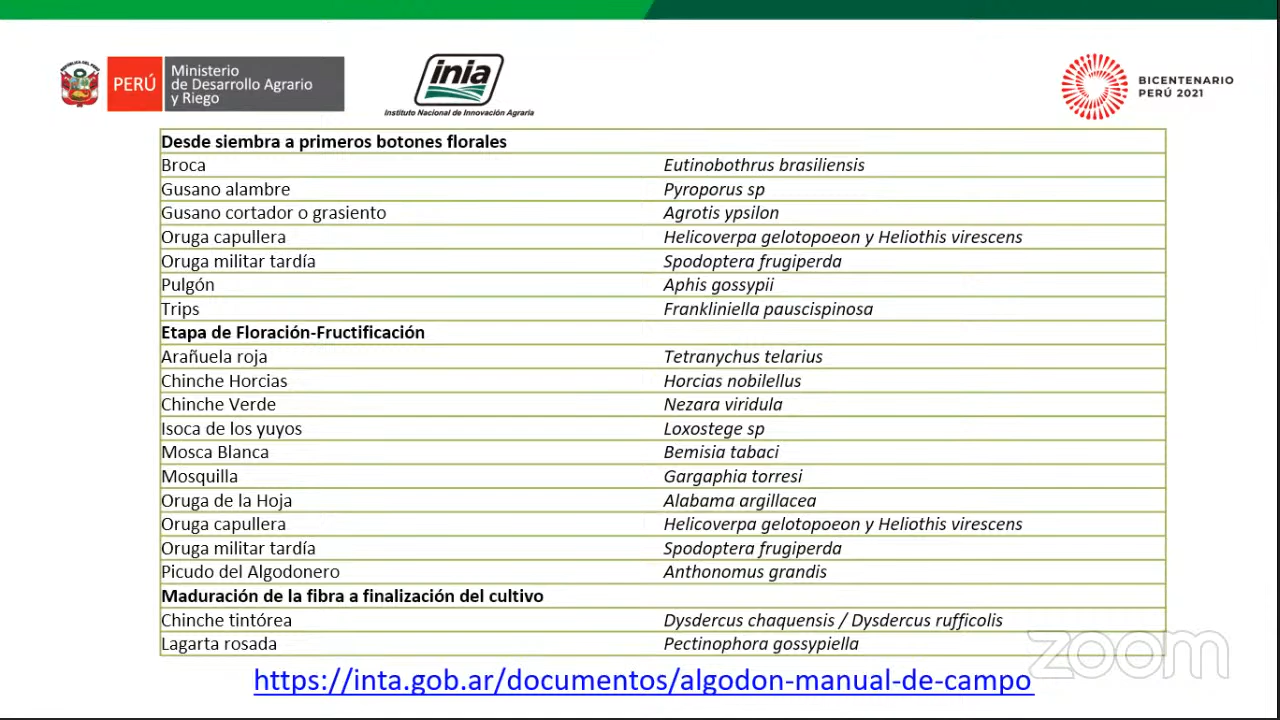 REPÚBLICA DEL PERÚ
PERÚ
Ministerio
de Desarrollo Agrario
y Riego
inia
Instituto Nacional de Innovación Agraria
BICENTENARIO
PERÚ 2021
Desde siembra a primeros botones florales
Broca Eutinobothrus brasiliensis
Gusano alambre Pyroporus sp
Gusano cortador o grasiento Agrotis ypsilon
Oruga capullera Helicoverpa gelotopoeon y Heliothis virescens
Oruga militar tardía Spodoptera frugiperda
Pulgón Aphis gossypii
Trips Frankliniella pauscispinosa
Etapa de Floración-Fructificación
Arañuela roja Tetranychus telarius
Chinche Horcias Horcias nobilellus
Chinche Verde Nezara viridula
Isoca de los yuyos Loxostege sp
Mosca Blanca Bemisia tabaci
Mosquilla Gargaphia torresi
Oruga de la Hoja Alabama argillacea
Oruga capullera Helicoverpa gelotopoeon y Heliothis virescens
Oruga militar tardía Spodoptera frugiperda
Picudo del Algodonero Anthonomus grandis
Maduración de la fibra a finalización del cultivo
Chinche tintórea Dysdercus chaquensis / Dysdercus rufficolis
Lagarta rosada Pectinophora gossypiella
zoom
https://inta.gob.ar/documentos/algodon-manual-de-campo